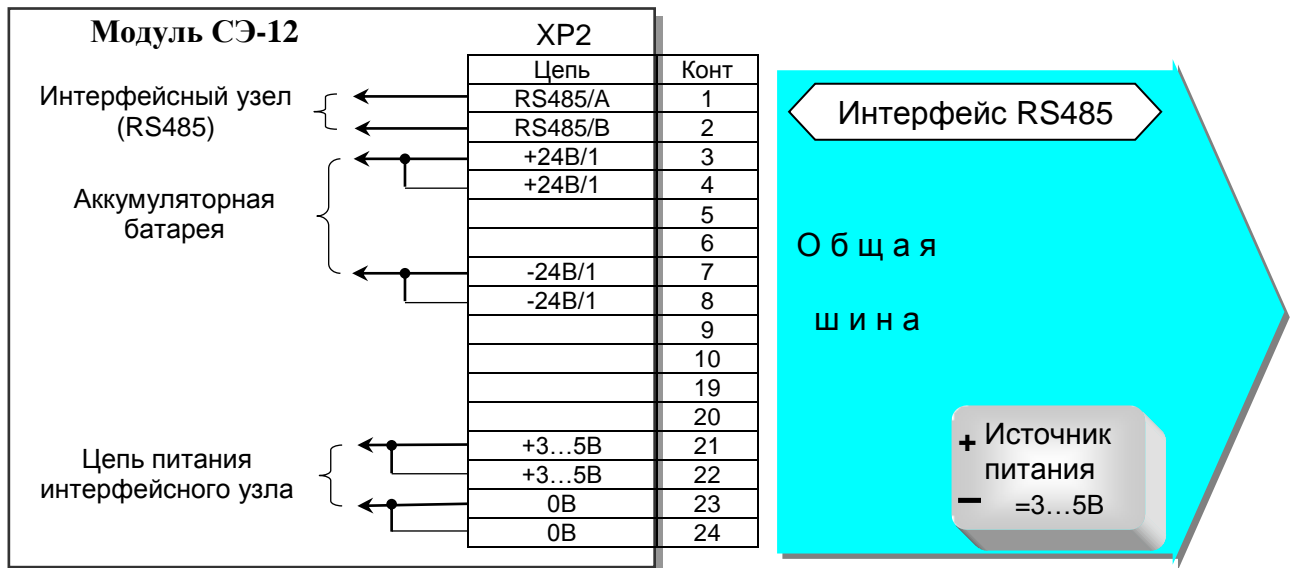 Модуль СЭ-12
XP2
Цепь Конт
Интерфейсный узел
(RS485)
RS485/A 1
RS485/B 2
+24В/1 3
+24В/1 4
Аккумуляторная
батарея
5
6
-24В/1 7
-24В/1 8
9
10
19
20
+3...5В 21
+3...5В 22
0В 23
0В 24
Цепь питания
интерфейсного узла
Интерфейс RS485
О б щ а я
ш и н а
+ Источник
питания
– =3...5В